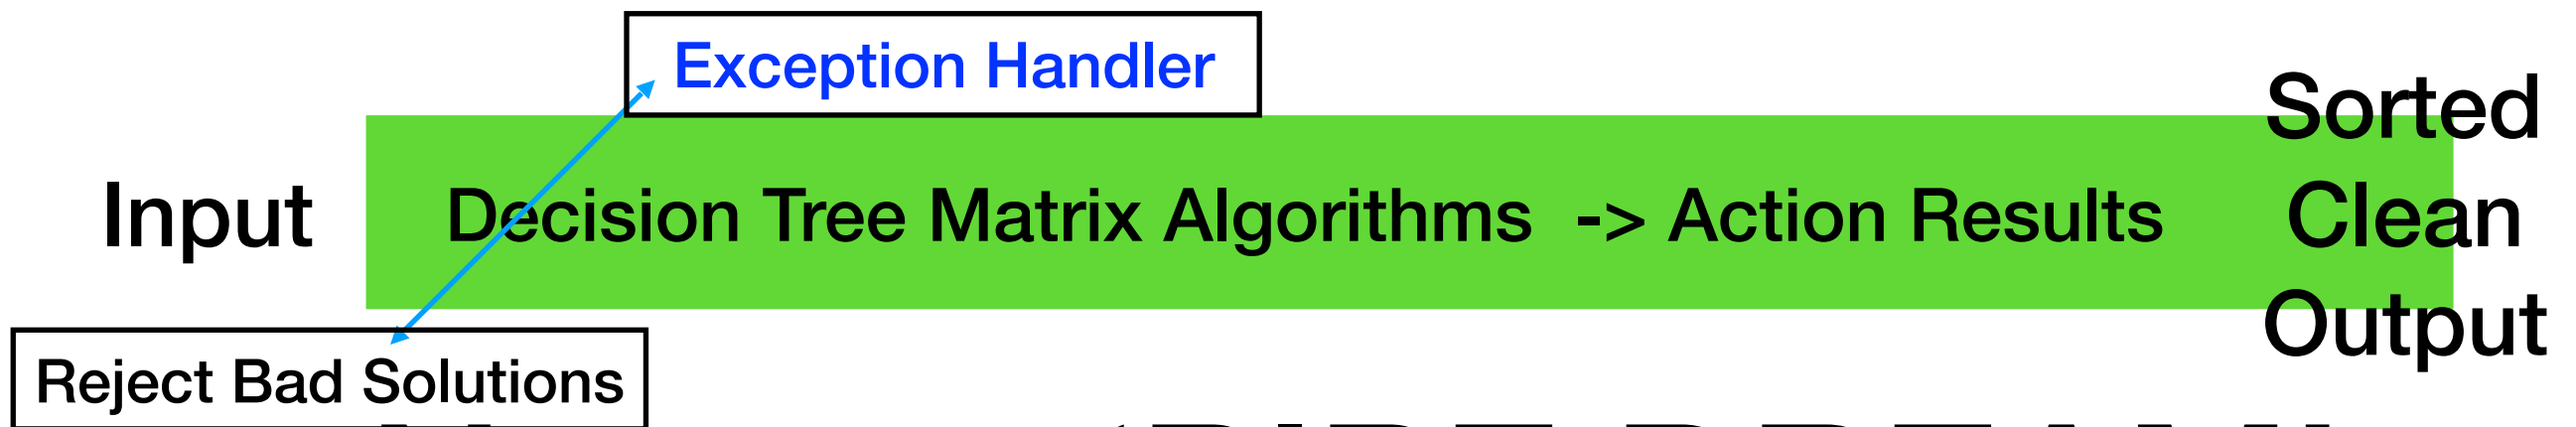 Exception Handler
Input
Decision Tree Matrix Algorithms -> Action Results
Sorted
Clean
Output
Reject Bad Solutions